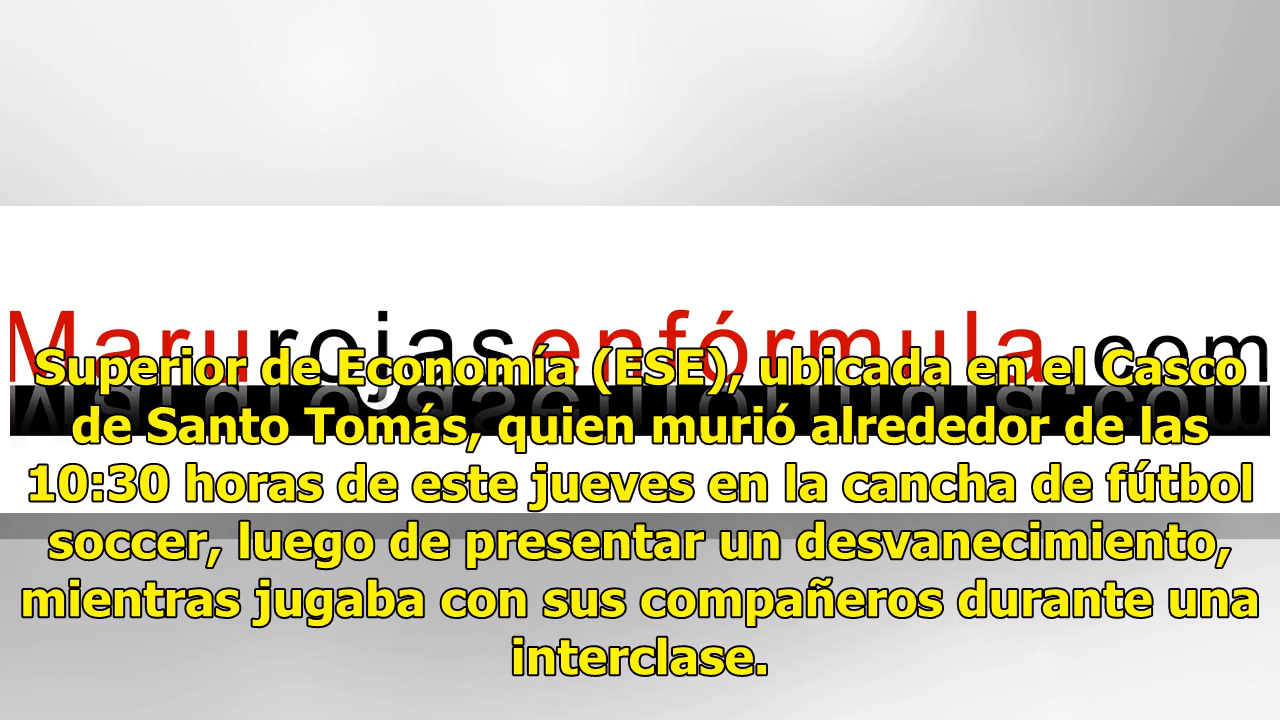 Marurojasenfórmula.com
Superior de Economía (ESE), ubicada en el Casco
de Santo Tomás, quien murió alrededor de las
10:30 horas de este jueves en la cancha de fútbol
soccer, luego de presentar un desvanecimiento,
mientras jugaba con sus compañeros durante una
interclase.